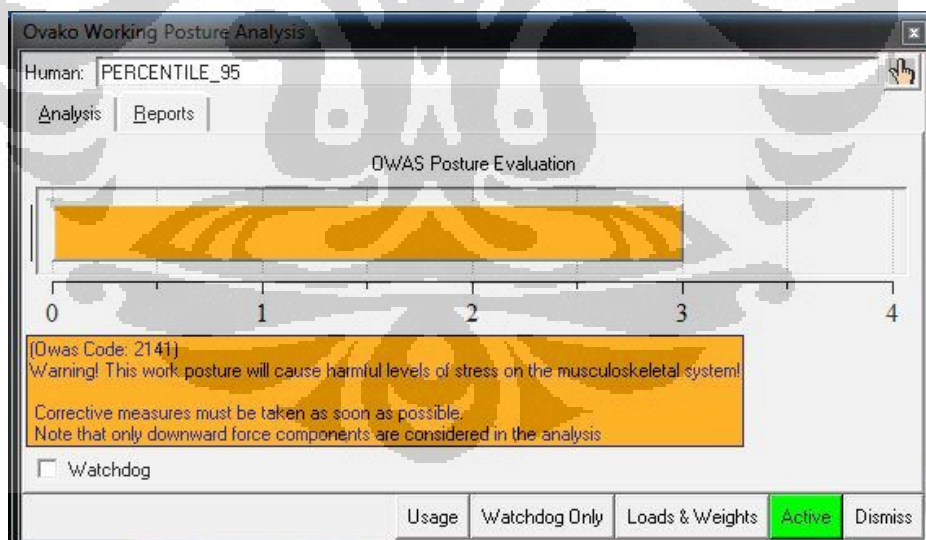 Ovako Working Posture Analysis
Human: PERCENTILE_95
Analysis Reports
OWAS Posture Evaluation
0 1 2 3 4
(Owas Code: 2141)
Warning! This work posture will cause harmful levels of stress on the musculoskeletal system!
Corrective measures must be taken as soon as possible.
Note that only downward force components are considered in the analysis
Watchdog
Usage Watchdog Only Loads & Weights Active Dismiss